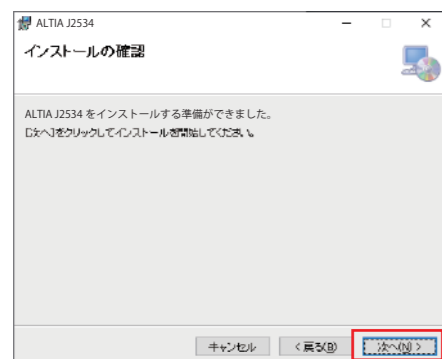 ALTIA J2534
インストールの確認
ALTIA J2534 をインストールする準備ができました。
[次へ]をクリックしてインストールを開始してください。
キャンセル
< 戻る(B)
次へ(N) >